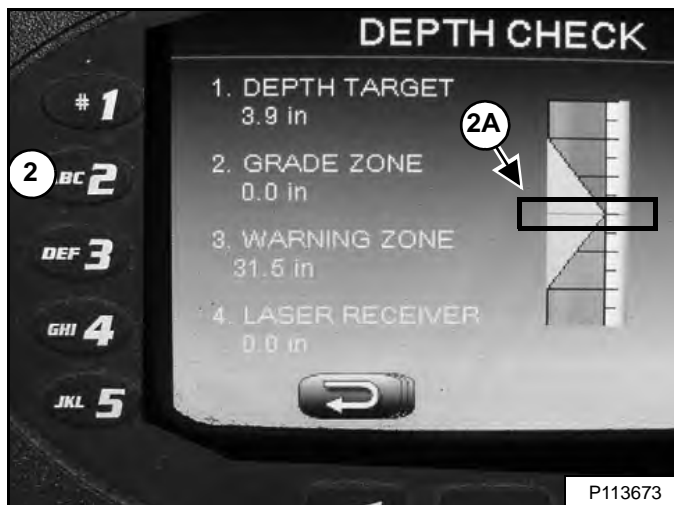 DEPTH CHECK
# 1
1. DEPTH TARGET
3.9 in
2A
2
ABC 2
2. GRADE ZONE
0.0 in
DEF 3
3. WARNING ZONE
31.5 in
GHI 4
4. LASER RECEIVER
0.0 in
JKL 5
P113673